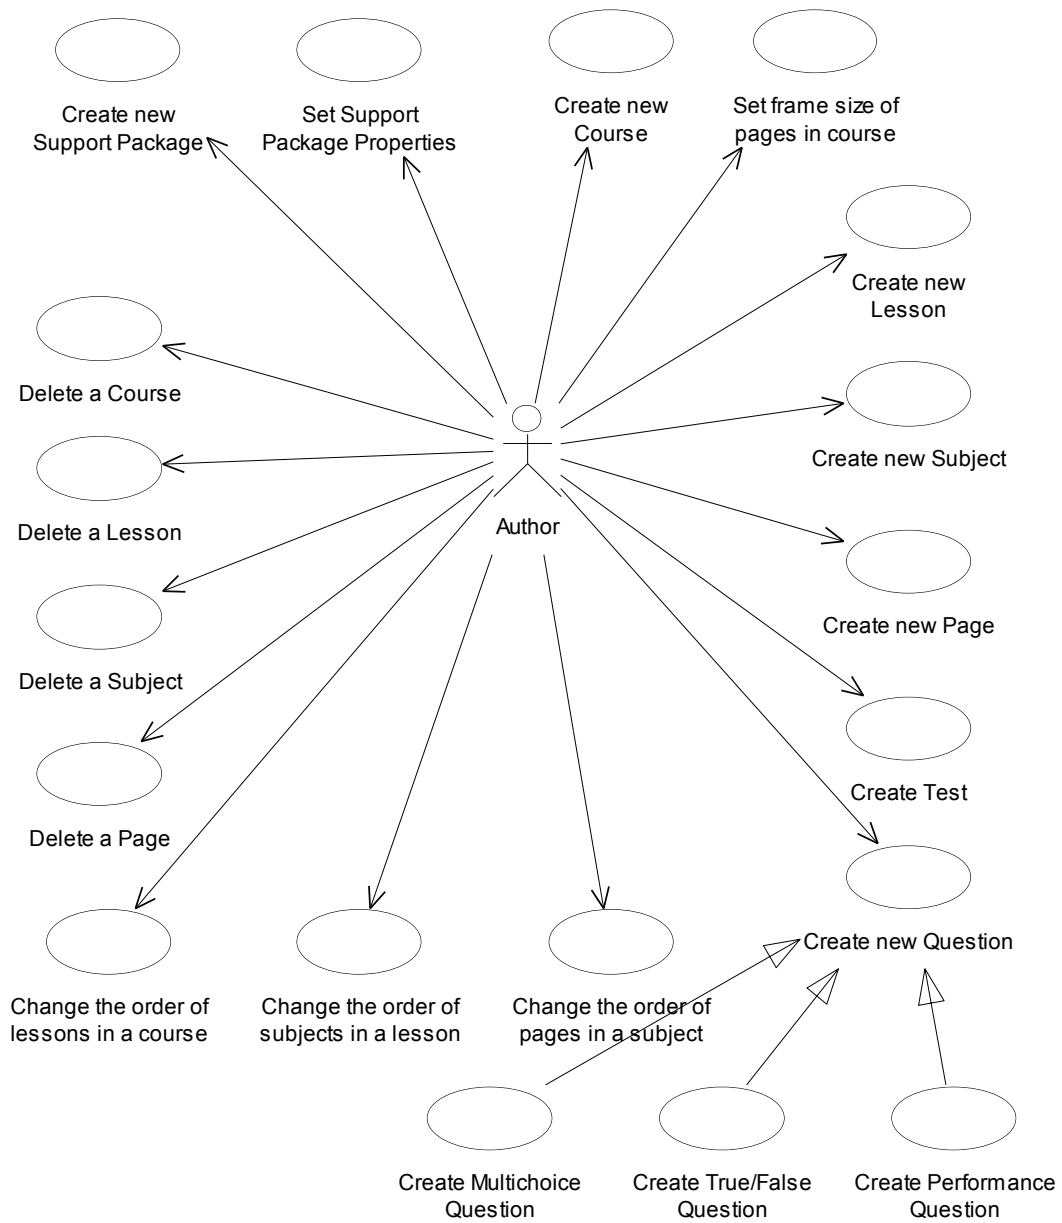 Create new
Support Package
Set Support
Package Properties
Create new
Course
Set frame size of
pages in course
Create new
Lesson
Delete a Course
Create new Subject
Delete a Lesson
Author
Create new Page
Delete a Subject
Create Test
Delete a Page
Create new Question
Change the order of
lessons in a course
Change the order of
subjects in a lesson
Change the order of
pages in a subject
Create Multichoice
Question
Create True/False
Question
Create Performance
Question